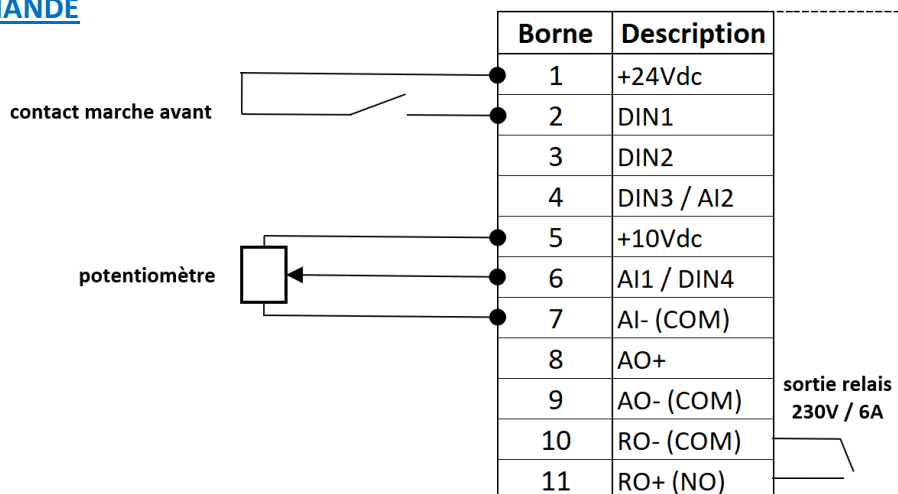 MANDE
Borne Description
1 +24Vdc
contact marche avant
2 DIN1
3 DIN2
4 DIN3 / AI2
5 +10Vdc
potentiomètre
6 AI1 / DIN4
7 AI- (COM)
8 AO+
sortie relais
230V / 6A
9 AO- (COM)
10 RO- (COM)
11 RO+ (NO)